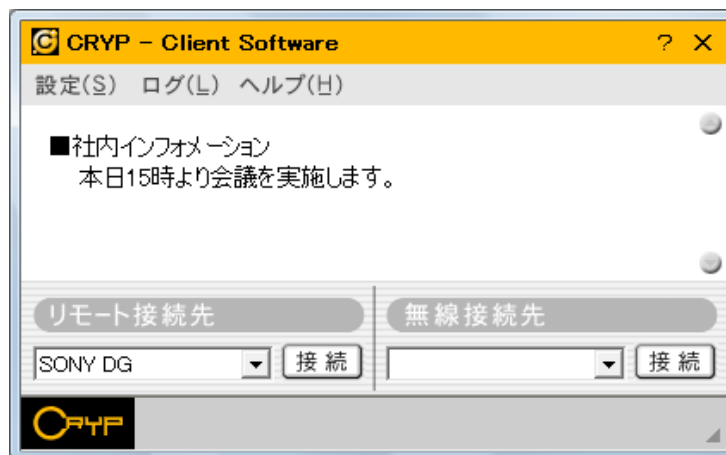 CRYP - Client Software ? ×
設定(S) ログ(L) ヘルプ(H)
■社内インフォメーション
本日15時より会議を実施します。
リモート接続先 無線接続先
SONY DG 接続 接続
CRYP